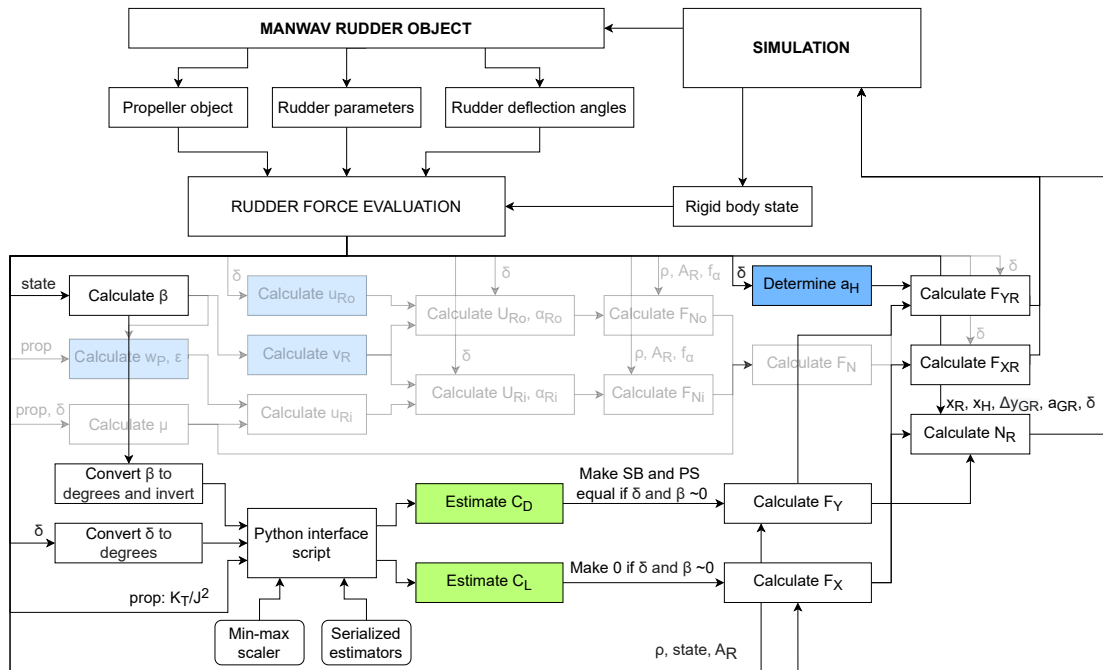 MANWAV RUDDER OBJECT
SIMULATION
Propeller object
Rudder parameters
Rudder deflection angles
RUDDER FORCE EVALUATION
Rigid body state
state
Calculate β
δ
Calculate u_Ro
δ
Calculate U_Ro, α_Ro
ρ, A_R, f_α
Calculate F_No
δ
Determine a_H
δ
Calculate F_YR
prop
Calculate w_P, ε
Calculate v_R
δ
Calculate U_Ri, α_Ri
ρ, A_R, f_α
Calculate F_Ni
Calculate F_N
δ
Calculate F_XR
prop, δ
Calculate μ
Calculate u_Ri
x_R, x_H, Δy_GR, a_GR, δ
Calculate N_R
Convert β to
degrees and invert
δ
Convert δ to
degrees
prop: K_T/J²
Python interface
script
Min-max
scaler
Serialized
estimators
Estimate C_D
Make SB and PS
equal if δ and β ~0
Calculate F_Y
Estimate C_L
Make 0 if δ and β ~0
Calculate F_X
ρ, state, A_R